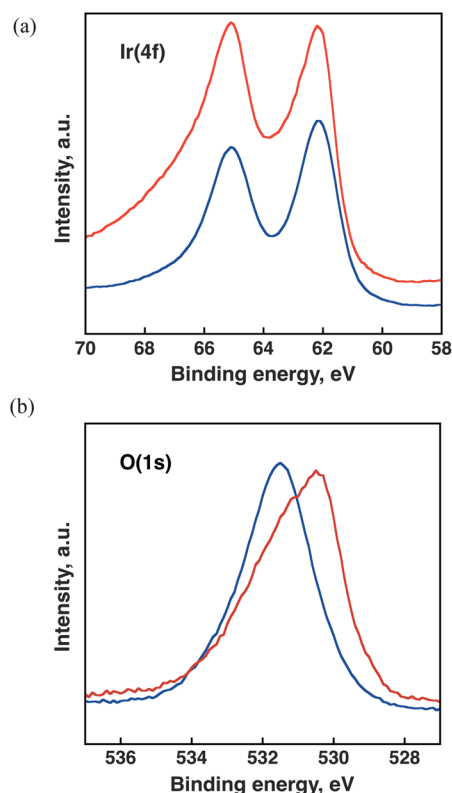 (a)
Ir(4f)
Intensity, a.u.
70 68 66 64 62 60 58
Binding energy, eV
(b)
O(1s)
Intensity, a.u.
536 534 532 530 528
Binding energy, eV